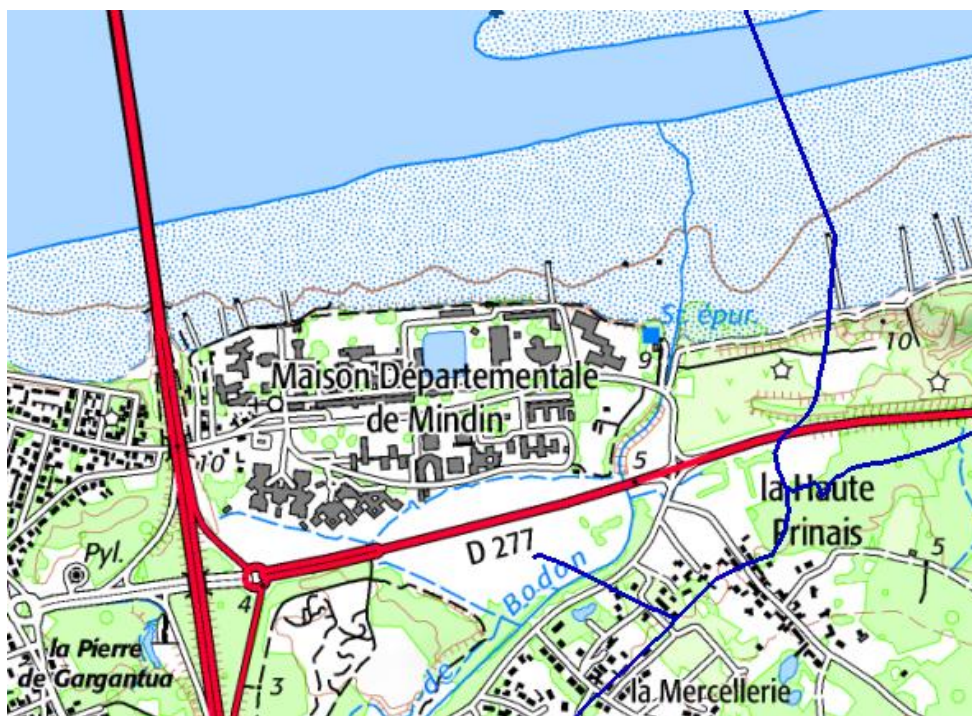 St. épur.
9
10
Maison Départementale
de Mindin
10
5
la Haute
Prinais
D 277
Bodon
de
5
Pyl.
4
la Pierre
de Gargantua
3
la Mercellerie